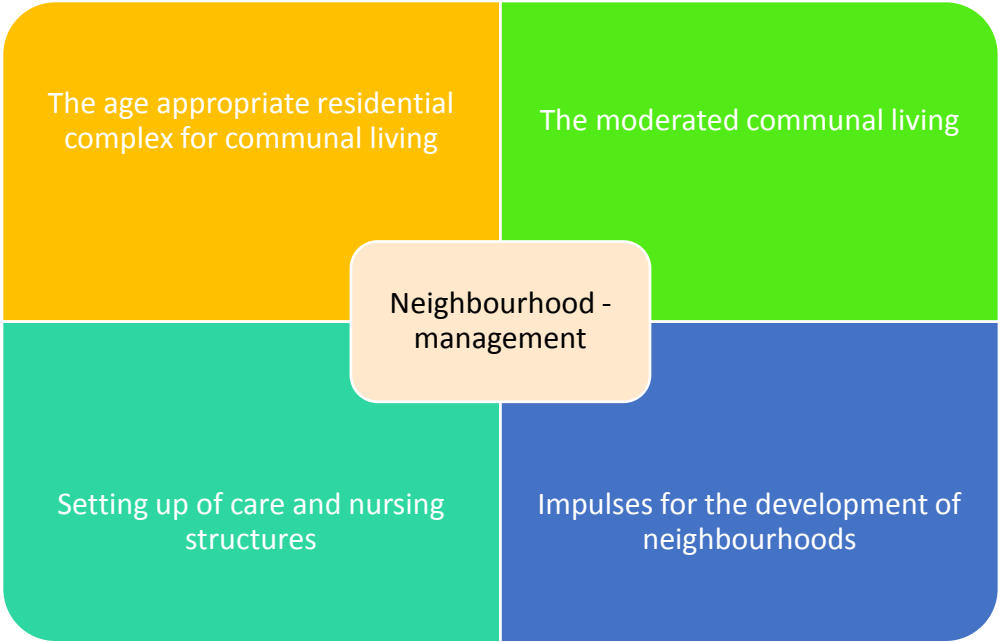 The age appropriate residential
complex for communal living
The moderated communal living
Neighbourhood -
management
Setting up of care and nursing
structures
Impulses for the development of
neighbourhoods